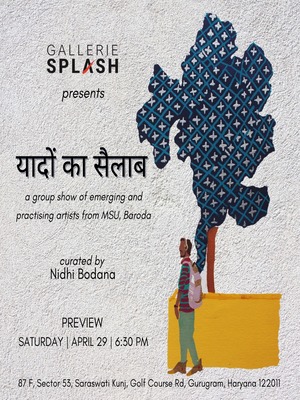 GALLERIE
SPLASH
presents
यादों का सैलाब
a group show of emerging and
practising artists from MSU, Baroda
curated by
Nidhi Bodana
PREVIEW
SATURDAY | APRIL 29 | 6:30 PM
87 F, Sector 53, Saraswati Kunj, Golf Course Rd, Gurugram, Haryana 122011